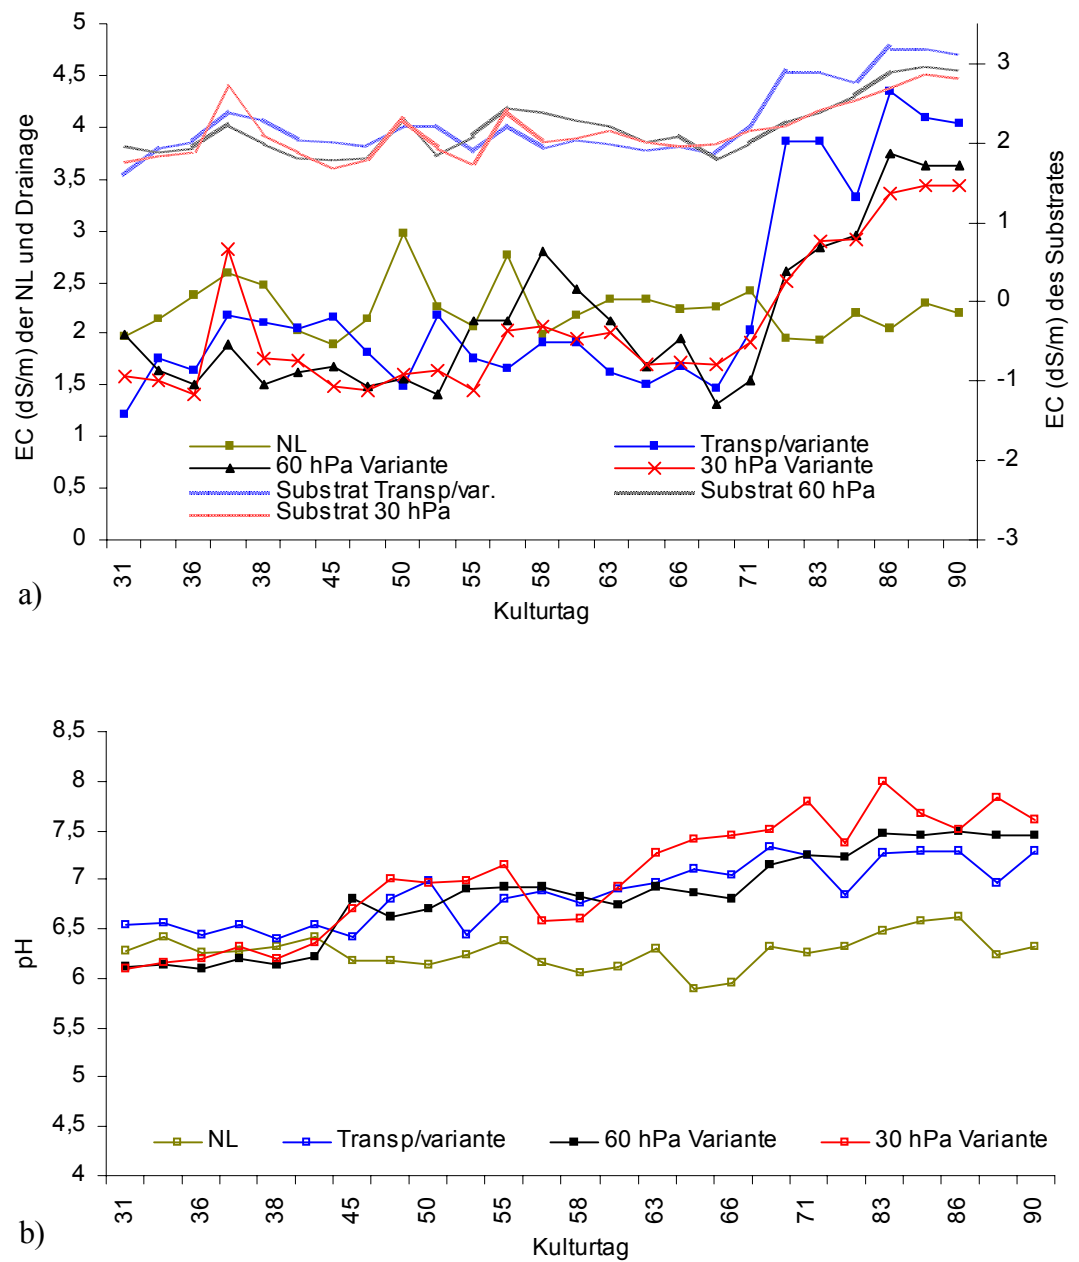 5
4,5
4
3,5
3
2,5
2
1,5
1
0,5
0
EC (dS/m) der NL und Drainage
3
2
1
0
-1
-2
-3
EC (dS/m) des Substrates
NL
Transp/variante
60 hPa Variante
30 hPa Variante
Substrat Transp/var.
Substrat 60 hPa
Substrat 30 hPa
31 36 38 45 50 55 58 63 66 71 83 86 90
Kulturtag
a)
8,5
8
7,5
7
6,5
6
5,5
5
4,5
4
pH
NL Transp/variante 60 hPa Variante 30 hPa Variante
31 36 38 45 50 55 58 63 66 71 83 86 90
Kulturtag
b)